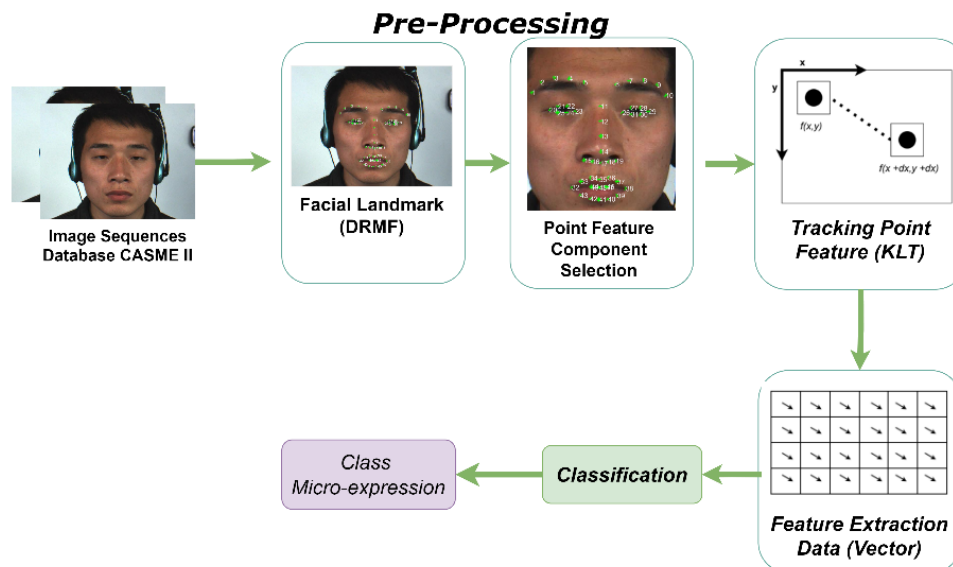 Pre-Processing
Image Sequences
Database CASME II
Facial Landmark
(DRMF)
Point Feature
Component
Selection
x
y
f(x,y)
f(x +dx,y +dx)
Tracking Point
Feature (KLT)
Feature Extraction
Data (Vector)
Classification
Class
Micro-expression